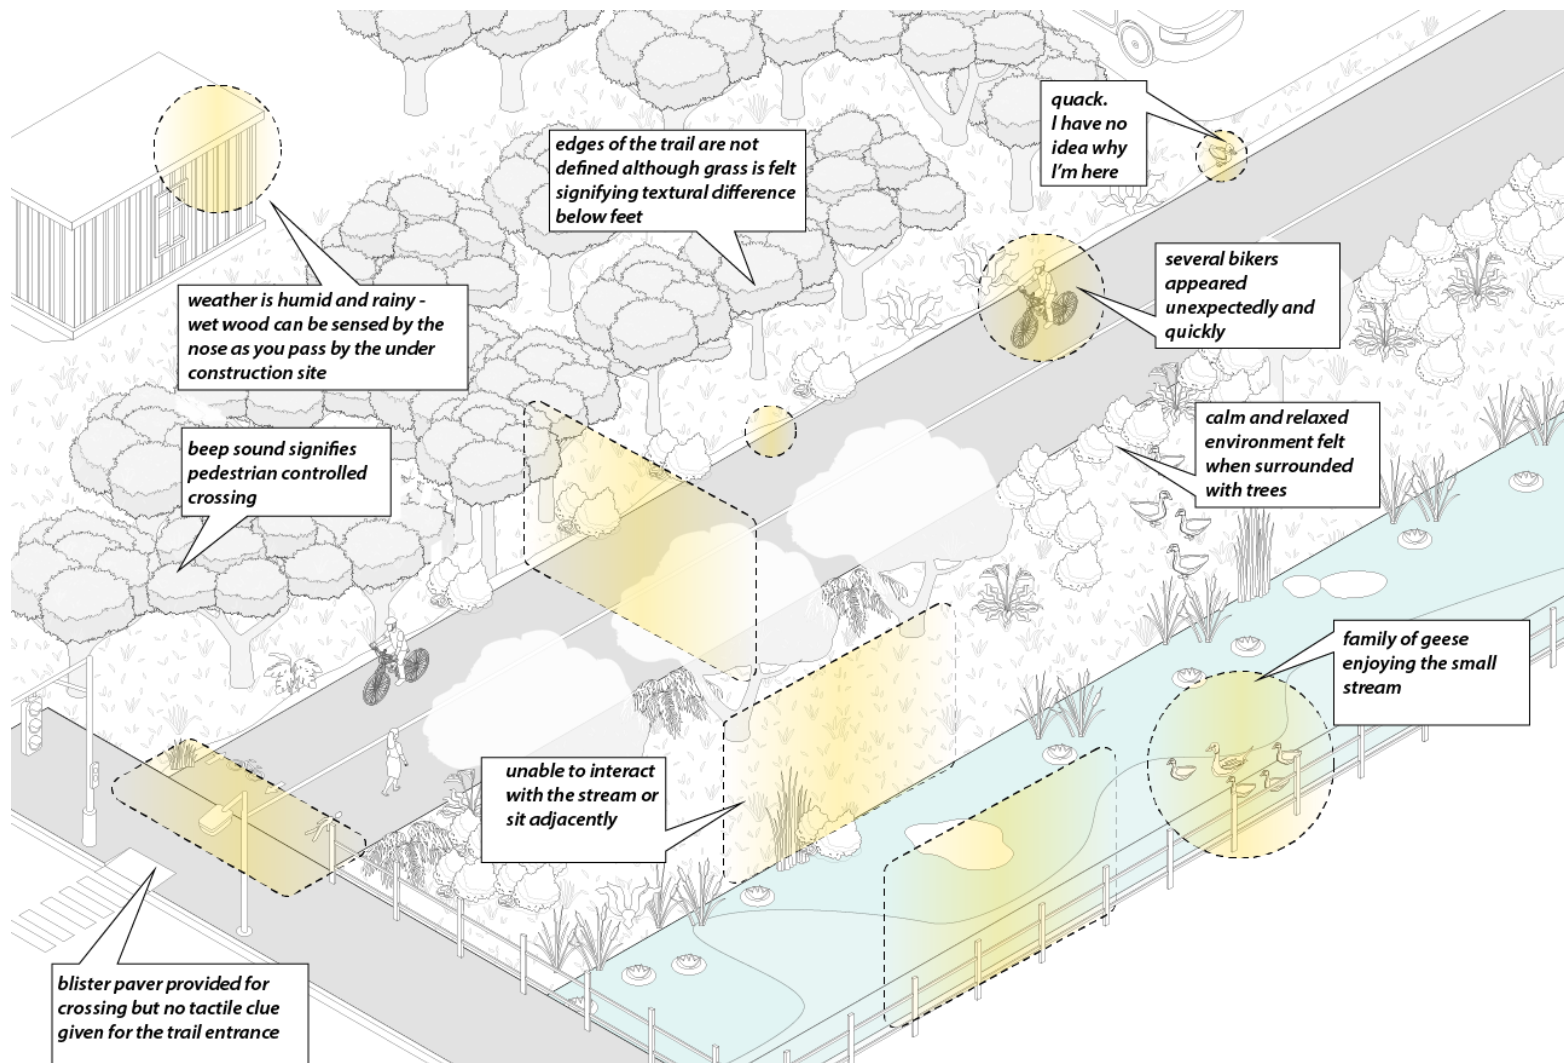 quack.
I have no
idea why
I'm here
edges of the trail are not
defined although grass is felt
signifying textural difference
below feet
several bikers
appeared
unexpectedly and
quickly
weather is humid and rainy -
wet wood can be sensed by the
nose as you pass by the under
construction site
calm and relaxed
environment felt
when surrounded
with trees
beep sound signifies
pedestrian controlled
crossing
family of geese
enjoying the small
stream
unable to interact
with the stream or
sit adjacently
blister paver provided for
crossing but no tactile clue
given for the trail entrance